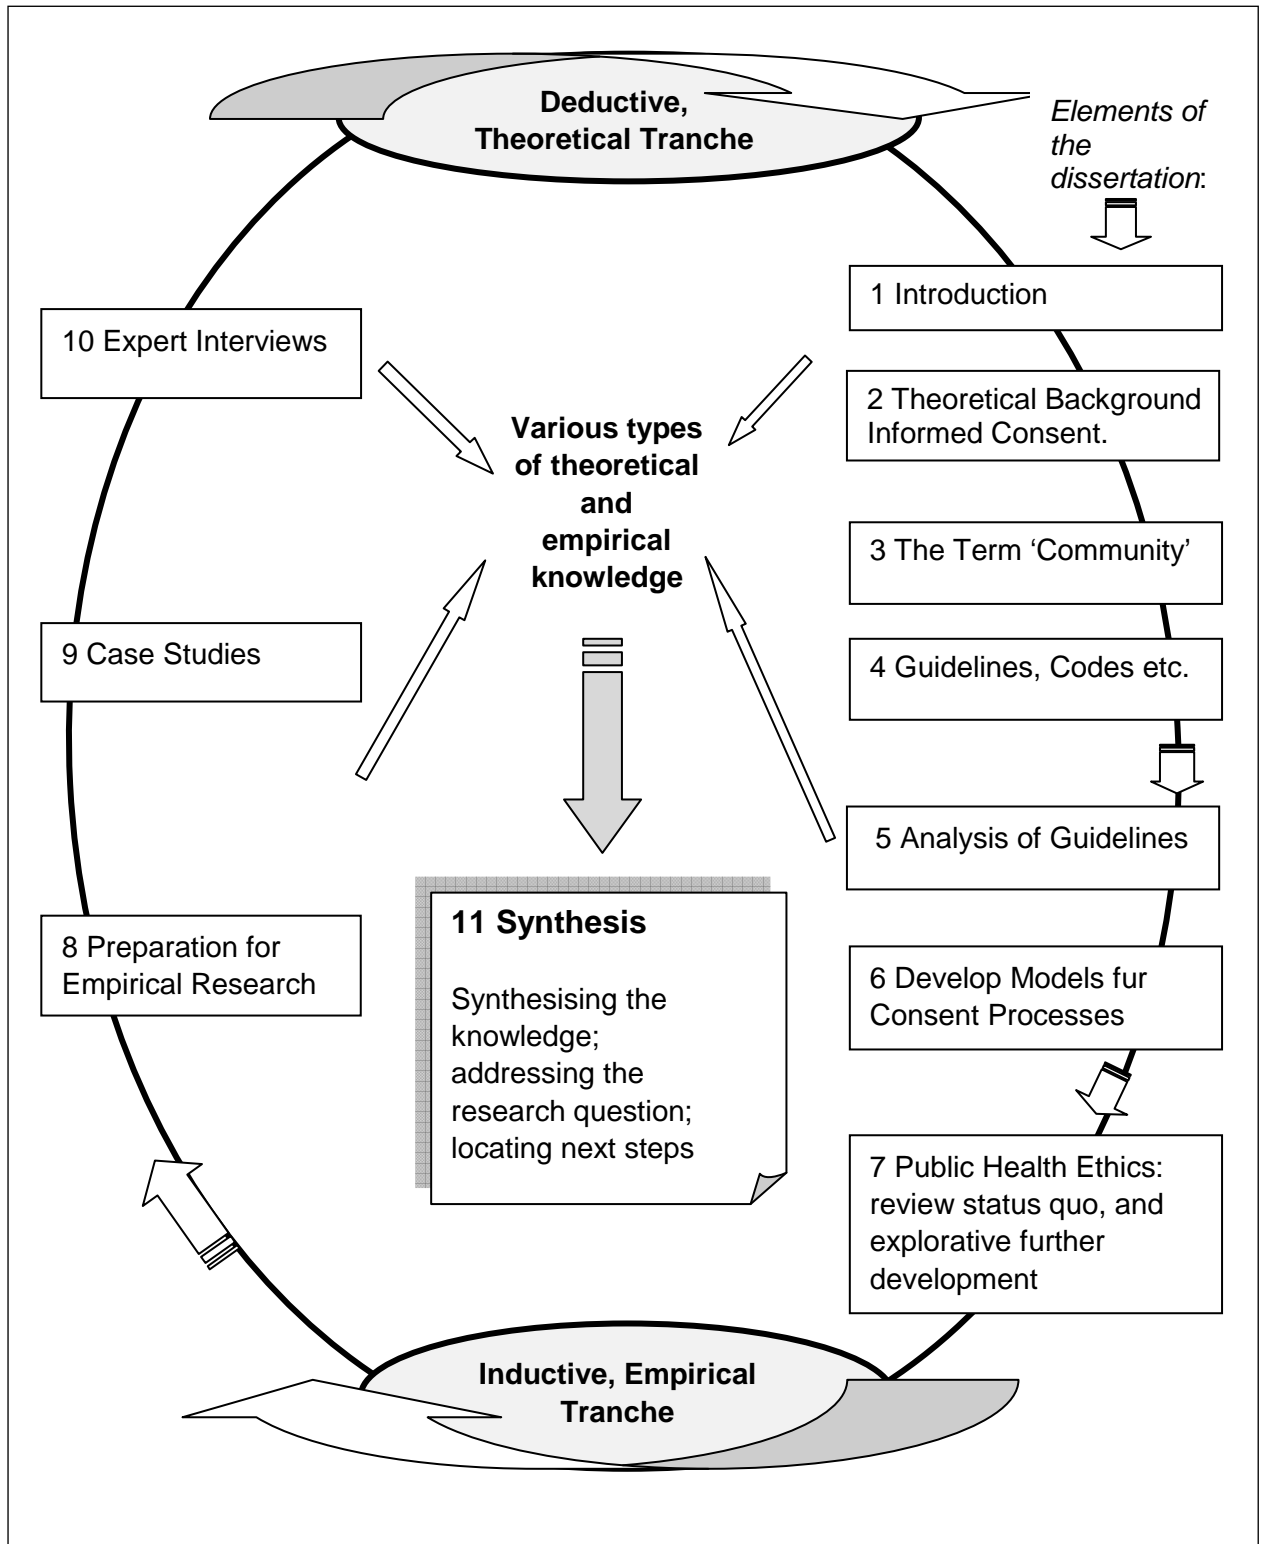 Deductive,
Theoretical Tranche
Elements of
the
dissertation:
1 Introduction
2 Theoretical Background
Informed Consent.
3 The Term ‘Community’
4 Guidelines, Codes etc.
5 Analysis of Guidelines
6 Develop Models fur
Consent Processes
7 Public Health Ethics:
review status quo, and
explorative further
development
Inductive, Empirical
Tranche
8 Preparation for
Empirical Research
9 Case Studies
10 Expert Interviews
Various types
of theoretical
and
empirical
knowledge
11 Synthesis
Synthesising the
knowledge;
addressing the
research question;
locating next steps